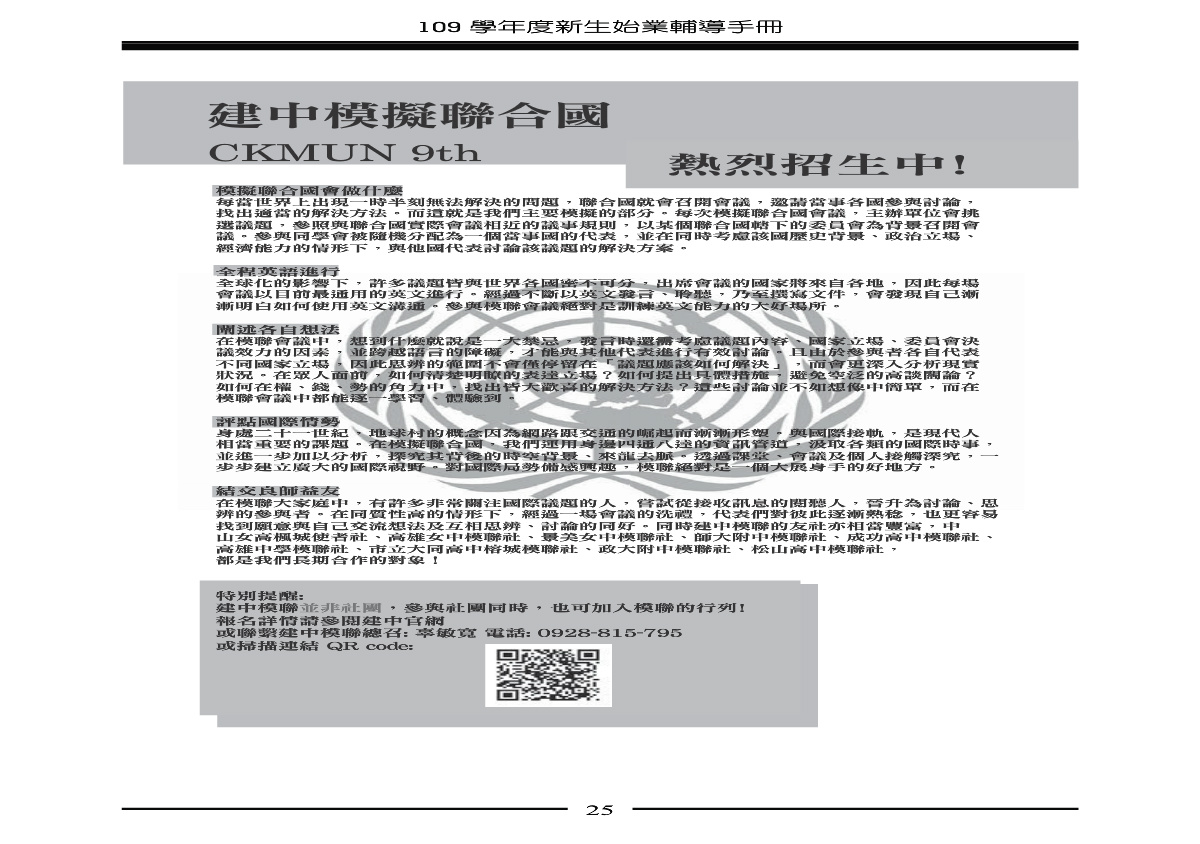 109 學年度新生始業輔導手冊
建中模擬聯合國
CKMUN 9th
熱烈招生中!
模擬聯合國會做什麼
每當世界上出現一時半刻無法解決的問題，聯合國就會召開會議，邀請當事各國參與討論，
找出適當的解決方法。而這就是我們主要模擬的部分。每次模擬聯合國會議，主辦單位會挑
選議題，參照與聯合國實際會議相近的議事規則，以某個聯合國轄下的委員會為背景召開會
議。參與同學會被隨機分配為一個當事國的代表，並在同時考慮該國歷史背景、政治立場、
經濟能力的情形下，與他國代表討論該議題的解決方案。
全程英語進行
全球化的影響下，許多議題皆與世界各國密不可分，出席會議的國家將來自各地，因此每場
會議以目前最通用的英文進行。經過不斷以英文發言、聆聽，乃至撰寫文件，會發現自己漸
漸明白如何使用英文溝通。參與模聯會議絕對是訓練英文能力的大好場所。
闡述各自想法
在模聯會議中，想到什麼就說是一大禁忌，發言時還需考慮議題內容、國家立場、委員會決
議效力的因素，並跨越語言的障礙，才能與其他代表進行有效討論。且由於參與者各自代表
不同國家立場，因此思辨的範圍不會僅停留在「議題應該如何解決」，而會更深入分析現實
狀況。在眾人面前，如何清楚明瞭的表達立場？如何提出具體措施，避免空泛的高談闊論？
如何在權、錢、勢的角力中，找出皆大歡喜的解決方法？這些討論並不如想像中簡單，而在
模聯會議中都能逐一學習、體驗到。
評點國際情勢
身處二十一世紀，地球村的概念因為網路跟交通的崛起而漸漸形塑。與國際接軌，是現代人
相當重要的課題。在模擬聯合國，我們運用身邊四通八達的資訊管道，汲取各類的國際時事，
並進一步加以分析，探究其背後的時空背景、來龍去脈。透過課堂、會議及個人接觸深究，一
步步建立廣大的國際視野。對國際局勢備感興趣，模聯絕對是一個大展身手的好地方。
結交良師益友
在模聯大家庭中，有許多非常關注國際議題的人，嘗試從接收訊息的閱聽人，晉升為討論、思
辨的參與者。在同質性高的情形下，經過一場會議的洗禮，代表們對彼此逐漸熟稔，也更容易
找到願意與自己交流想法及互相思辨、討論的同好。同時建中模聯的友社亦相當豐富，中
山女高楓城使者社、高雄女中模聯社、景美女中模聯社、師大附中模聯社、成功高中模聯社、
高雄中學模聯社、市立大同高中榕城模聯社、政大附中模聯社、松山高中模聯社，
都是我們長期合作的對象！
特別提醒:
建中模聯並非社團，參與社團同時，也可加入模聯的行列!
報名詳情請參閱建中官網
或聯繫建中模聯總召: 辜敏寬 電話: 0928-815-795
或掃描連結 QR code:
25